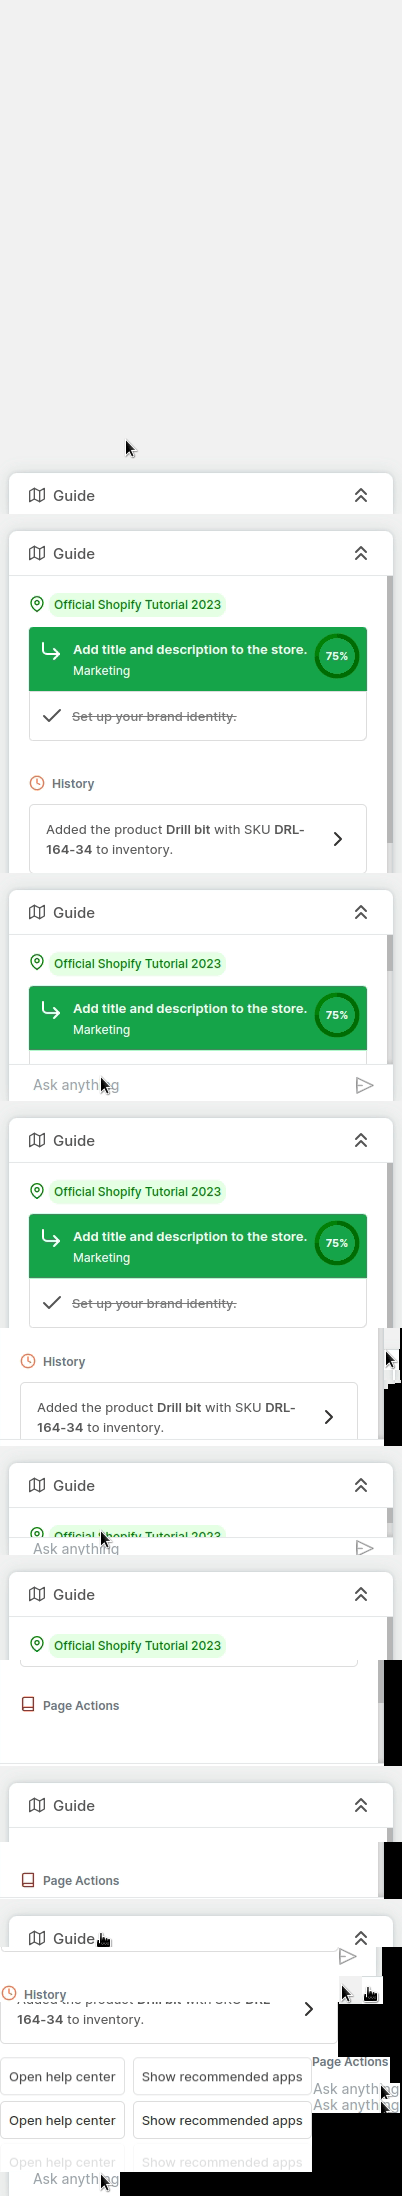 Guide
Guide
Official Shopify Tutorial 2023
Add title and description to the store.
75%
Marketing
Set up your brand identity.
History
Added the product Drill bit with SKU DRL-
164-34 to inventory.
Guide
Official Shopify Tutorial 2023
Add title and description to the store.
75%
Marketing
Ask anything
Guide
Official Shopify Tutorial 2023
Add title and description to the store.
75%
Marketing
Set up your brand identity.
History
Added the product Drill bit with SKU DRL-
164-34 to inventory.
Guide
Official Shopify Tutorial 2023
Ask anything
Guide
Official Shopify Tutorial 2023
Page Actions
Guide
Page Actions
Guide
History
Added the product Drill bit with SKU DRL-
164-34 to inventory.
Page Actions
Open help center Show recommended apps
Ask anything
Ask anything
Open help center Show recommended apps
Open help center Show recommended apps
Ask anything